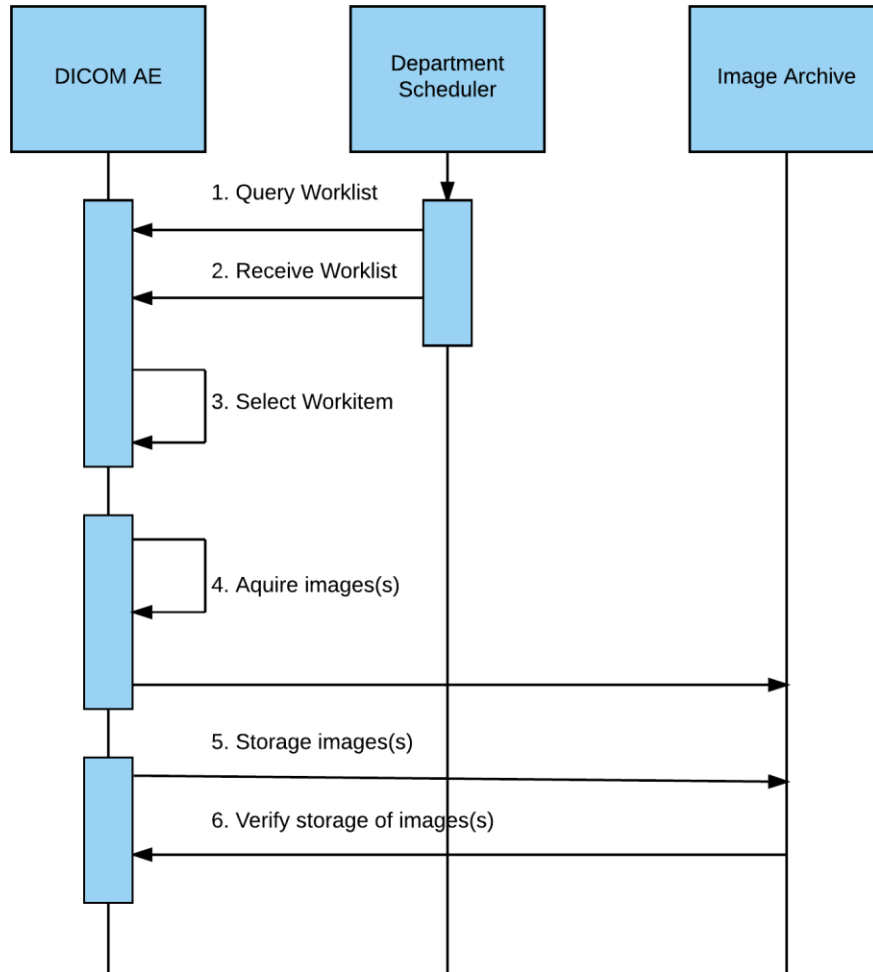 DICOM AE
Department
Scheduler
Image Archive
1. Query Worklist
2. Receive Worklist
3. Select Workitem
4. Aquire images(s)
5. Storage images(s)
6. Verify storage of images(s)